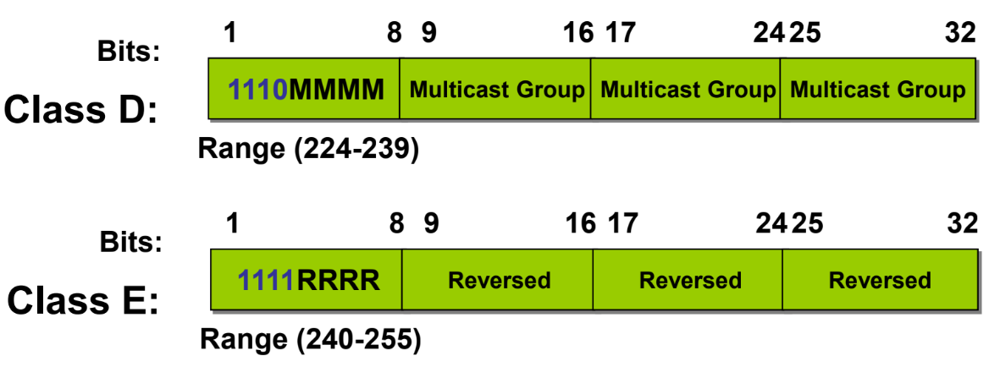 Bits: 1 8 9 16 17 24 25 32
Class D: 1110MMMM Multicast Group Multicast Group Multicast Group
Range (224-239)
Bits: 1 8 9 16 17 24 25 32
Class E: 1111RRRR Reversed Reversed Reversed
Range (240-255)